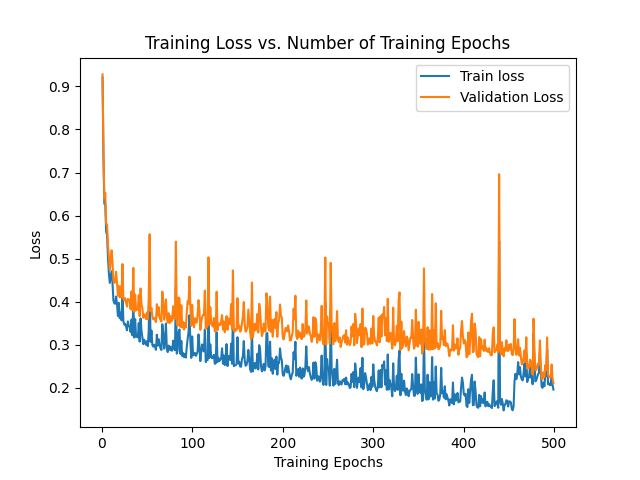 Training Loss vs. Number of Training Epochs
Train loss
Validation Loss
0.9
0.8
0.7
0.6
0.5
0.4
0.3
0.2
Loss
0
100
200
300
400
500
Training Epochs